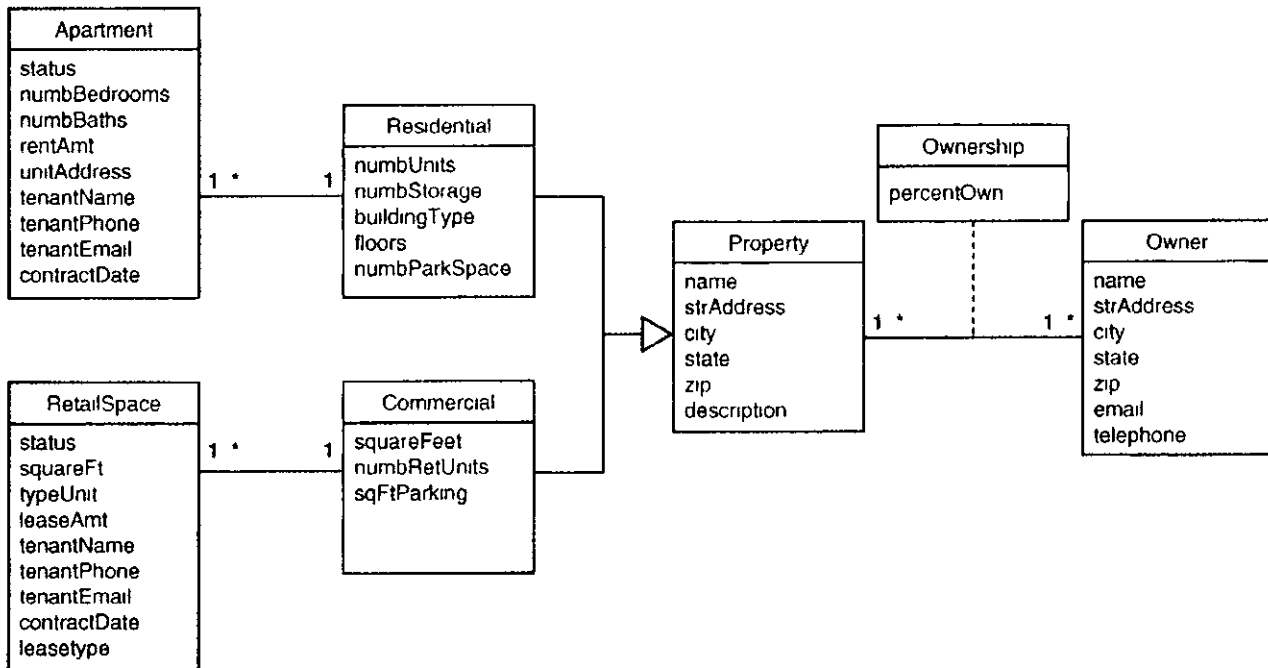 Apartment
status
numbBedrooms
numbBaths
rentAmt
unitAddress
tenantName
tenantPhone
tenantEmail
contractDate
1 *
1
Residential
numbUnits
numbStorage
buildingType
floors
numbParkSpace
RetailSpace
status
squareFt
typeUnit
leaseAmt
tenantName
tenantPhone
tenantEmail
contractDate
leasetype
1 *
1
Commercial
squareFeet
numbRetUnits
sqFtParking
Property
name
strAddress
city
state
zip
description
1 *
1 *
Ownership
percentOwn
Owner
name
strAddress
city
state
zip
email
telephone